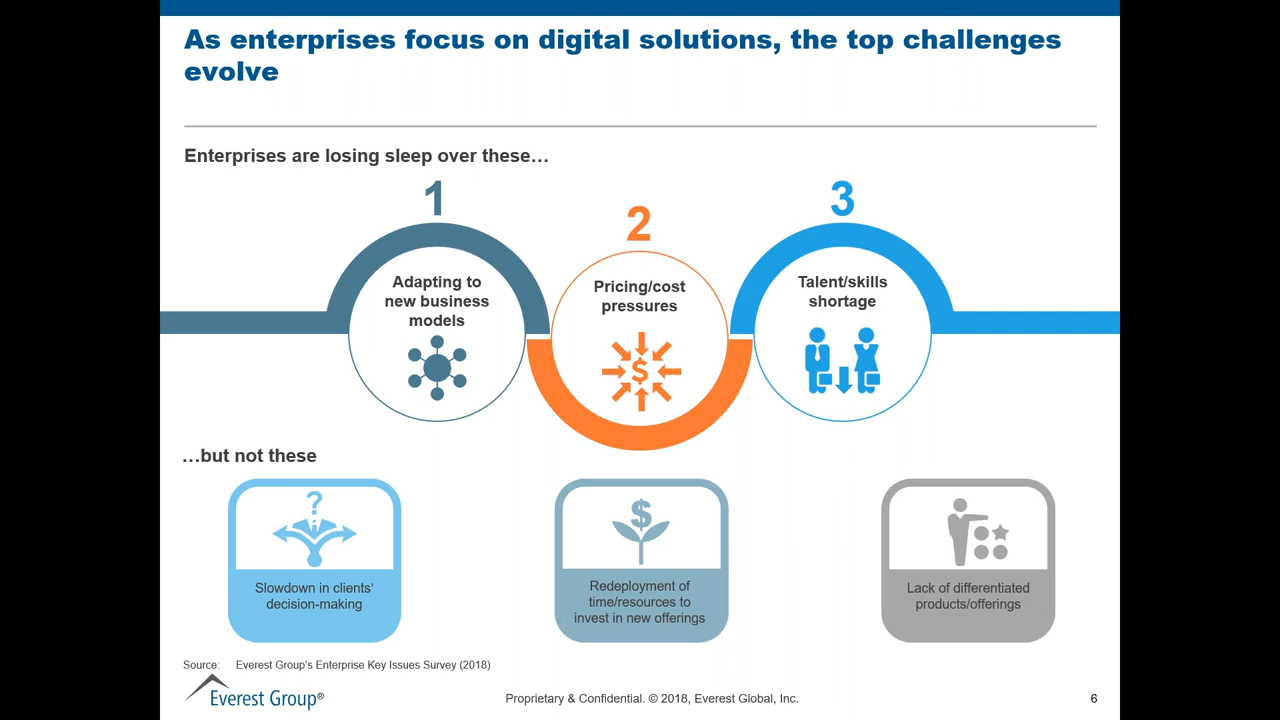 As enterprises focus on digital solutions, the top challenges
evolve
Enterprises are losing sleep over these…
1
Adapting to
new business
models
2
Pricing/cost
pressures
$
3
Talent/skills
shortage
…but not these
?
Slowdown in clients’
decision-making
$
Redeployment of
time/resources to
invest in new offerings
Lack of differentiated
products/offerings
Source: Everest Group’s Enterprise Key Issues Survey (2018)
Everest Group®
Proprietary & Confidential. © 2018, Everest Global, Inc.
6